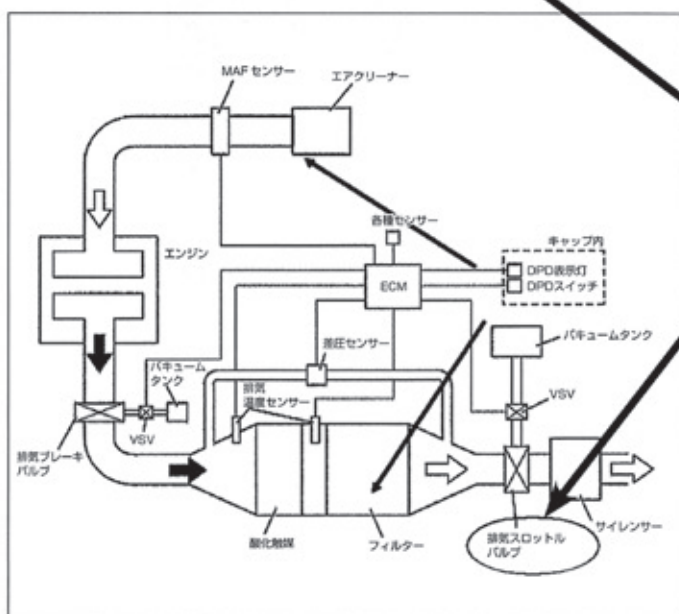 MAFセンサー
エアクリーナー
各種センサー
キャップ内
エンジン
ECM
DPD表示灯
DPDスイッチ
差圧センサー
バキュームタンク
バキューム
タンク
排気
温度センサー
VSV
VSV
排気ブレーキ
バルブ
酸化触媒
フィルター
排気スロットル
バルブ
サイレンサー